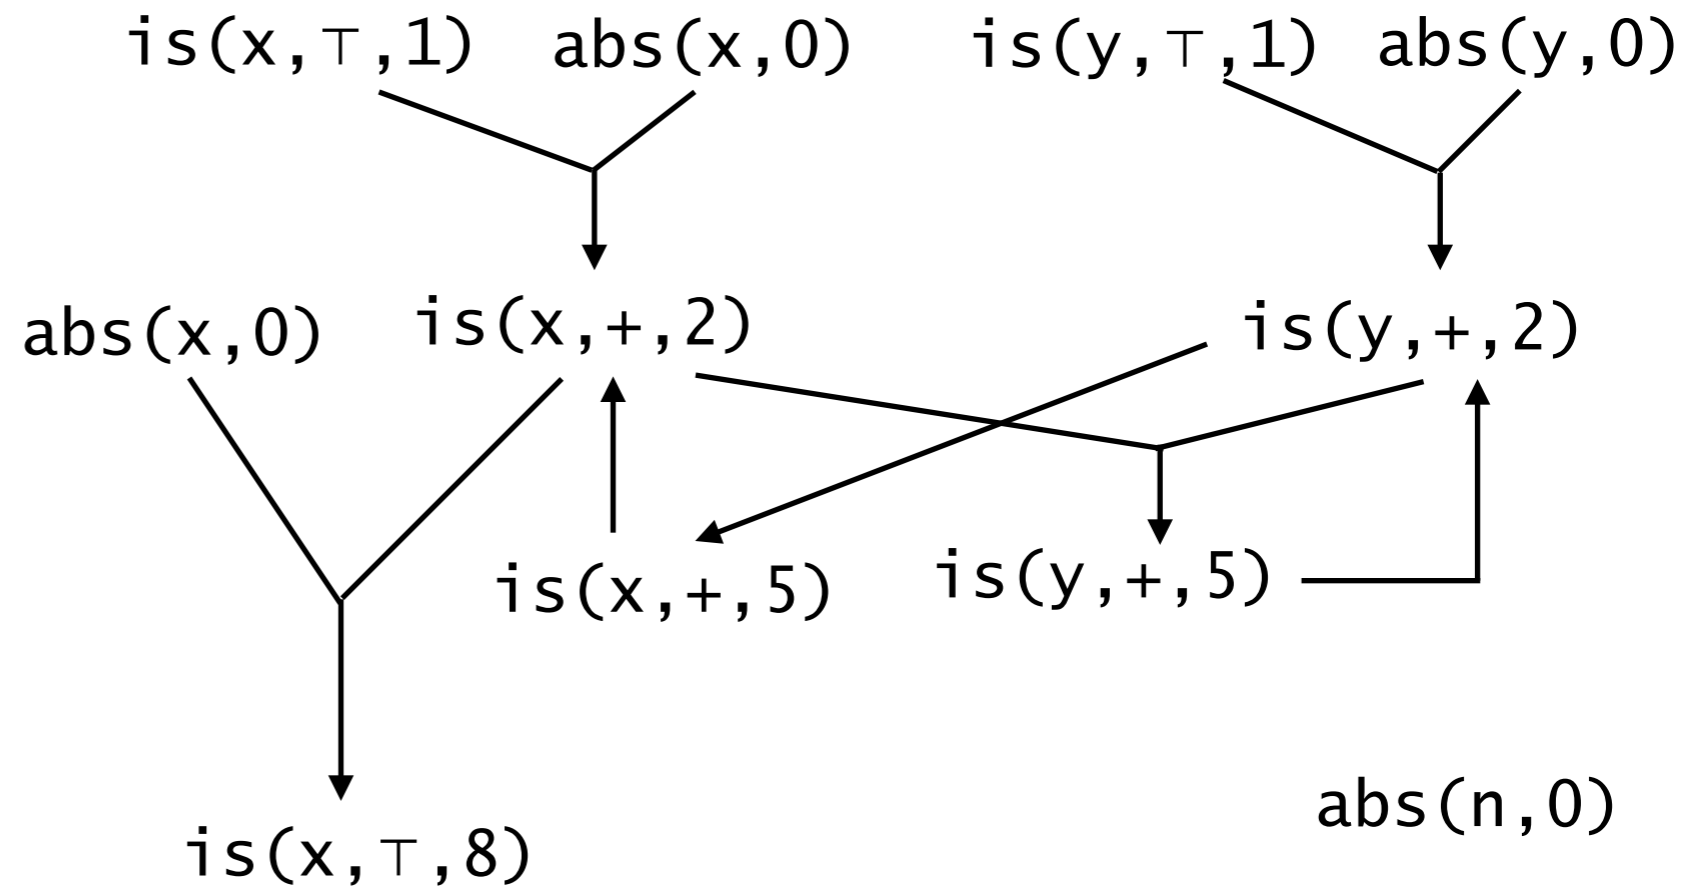 is(x,⊤,1) abs(x,0) is(y,⊤,1) abs(y,0)
abs(x,0) is(x,+,2) is(y,+,2)
is(x,+,5) is(y,+,5)
abs(n,0)
is(x,⊤,8)